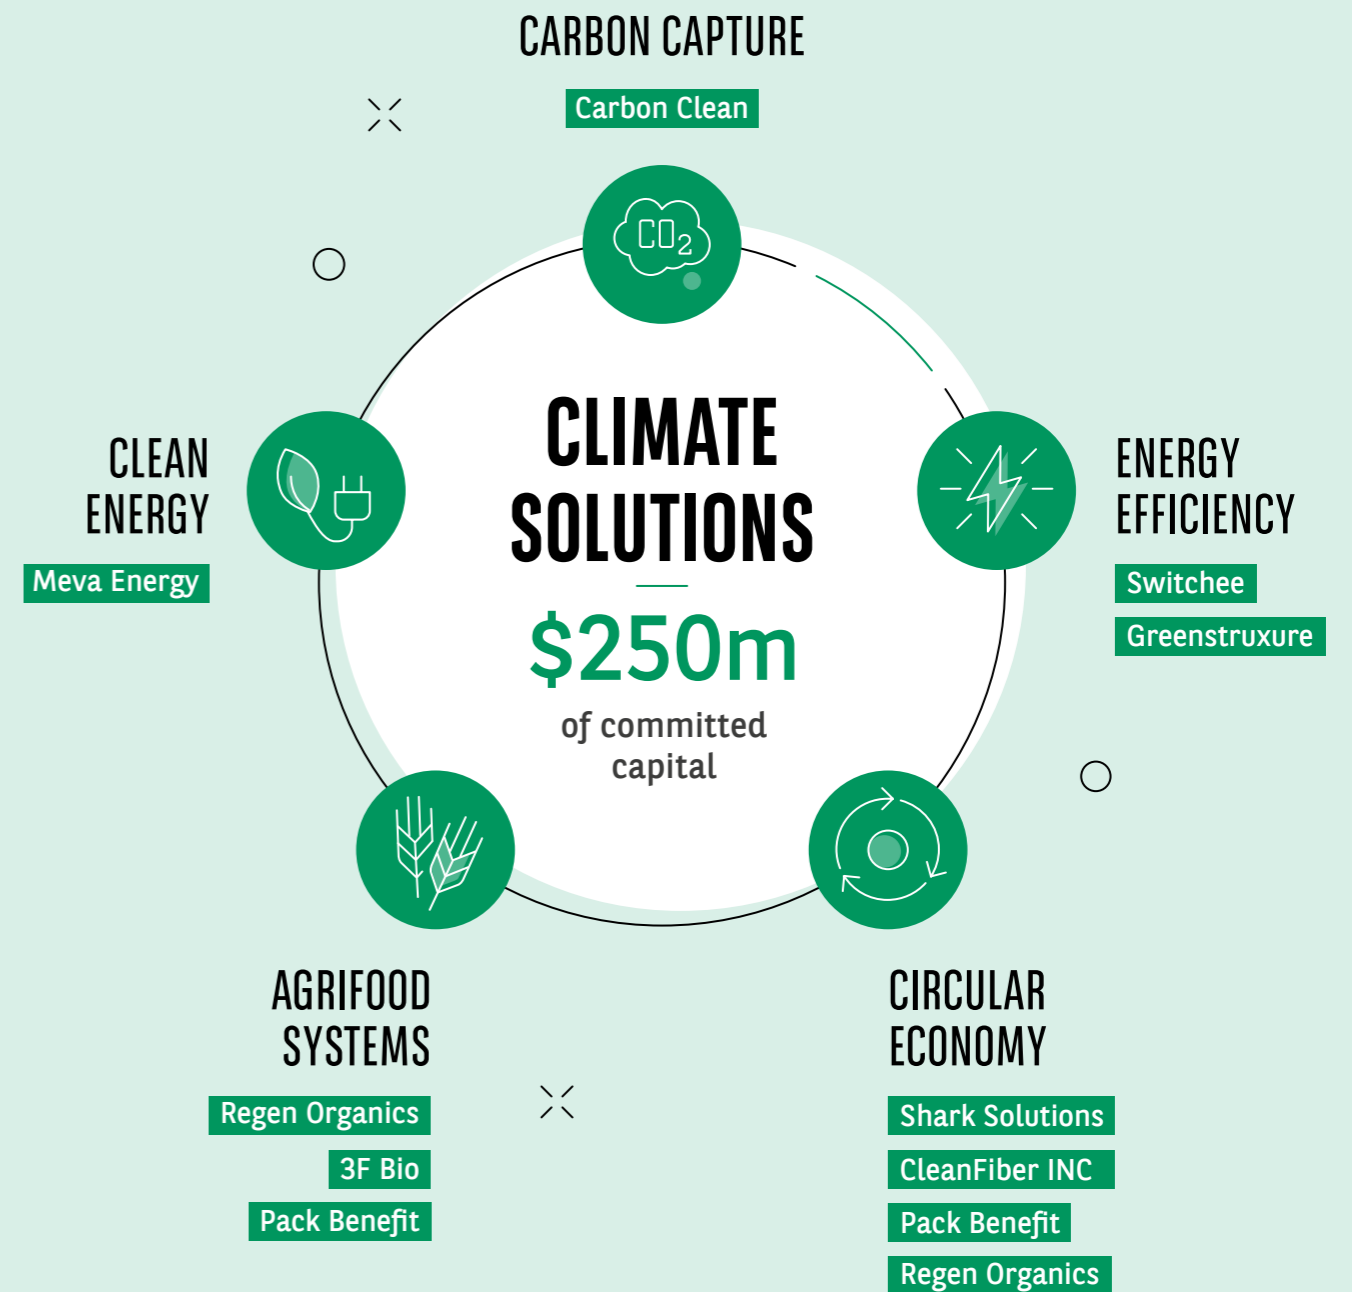 CARBON CAPTURE
Carbon Clean
CO2
CLIMATE
SOLUTIONS
$250m
of committed
capital
CLEAN
ENERGY
Meva Energy
ENERGY
EFFICIENCY
Switchee
Greenstruxure
AGRIFOOD
SYSTEMS
Regen Organics
3F Bio
Pack Benefit
CIRCULAR
ECONOMY
Shark Solutions
CleanFiber INC
Pack Benefit
Regen Organics